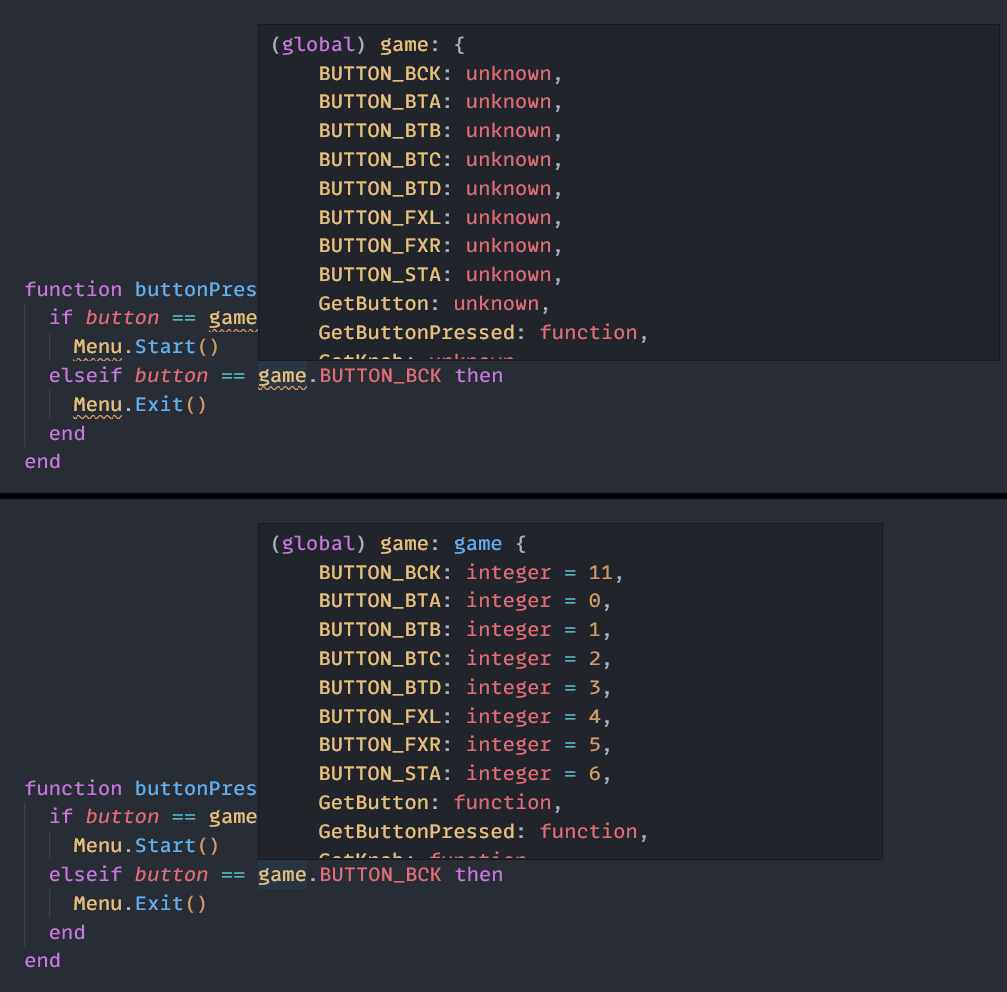 (global) game: {
BUTTON_BCK: unknown,
BUTTON_BTA: unknown,
BUTTON_BTB: unknown,
BUTTON_BTC: unknown,
BUTTON_BTD: unknown,
BUTTON_FXL: unknown,
BUTTON_FXR: unknown,
BUTTON_STA: unknown,
GetButton: unknown,
GetButtonPressed: function,
GetKnob: unknown
function buttonPres
if button == game
Menu.Start()
elseif button == game.BUTTON_BCK then
Menu.Exit()
end
end
(global) game: game {
BUTTON_BCK: integer = 11,
BUTTON_BTA: integer = 0,
BUTTON_BTB: integer = 1,
BUTTON_BTC: integer = 2,
BUTTON_BTD: integer = 3,
BUTTON_FXL: integer = 4,
BUTTON_FXR: integer = 5,
BUTTON_STA: integer = 6,
GetButton: function,
GetButtonPressed: function,
GetKnob: function
function buttonPres
if button == game
Menu.Start()
elseif button == game.BUTTON_BCK then
Menu.Exit()
end
end